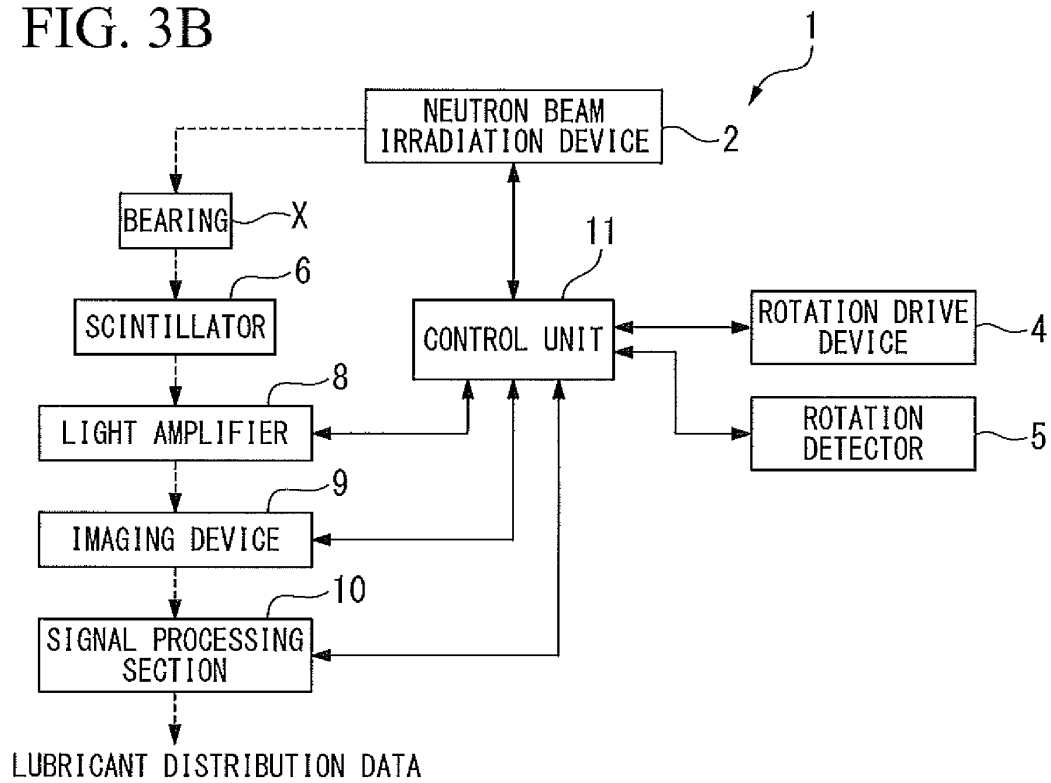 FIG. 3B
1
NEUTRON BEAM
IRRADIATION DEVICE
2
BEARING
X
11
6
SCINTILLATOR
CONTROL UNIT
ROTATION DRIVE
DEVICE
4
8
LIGHT AMPLIFIER
ROTATION
DETECTOR
5
9
IMAGING DEVICE
10
SIGNAL PROCESSING
SECTION
LUBRICANT DISTRIBUTION DATA